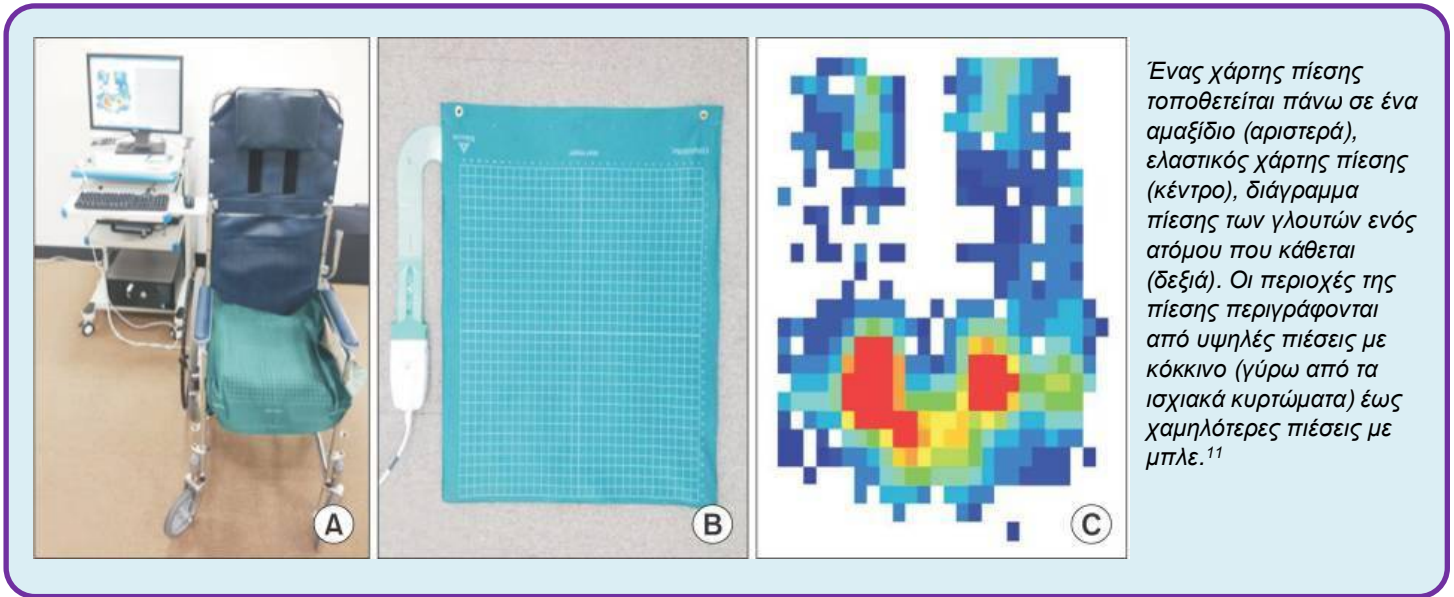 A
B
C
Ένας χάρτης πίεσης
τοποθετείται πάνω σε ένα
αμαξίδιο (αριστερά),
ελαστικός χάρτης πίεσης
(κέντρο), διάγραμμα
πίεσης των γλουτών ενός
ατόμου που κάθεται
(δεξιά). Οι περιοχές της
πίεσης περιγράφονται
από υψηλές πιέσεις με
κόκκινο (γύρω από τα
ισχιακά κυρτώματα) έως
χαμηλότερες πιέσεις με
μπλε.¹¹